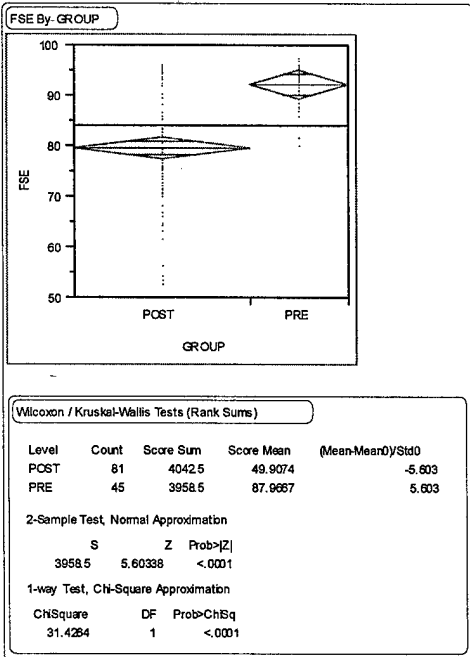 FSE By- GROUP
100
90
80
70
60
50
FSE
POST PRE
GROUP
Wilcoxon / Kruskal-Wallis Tests (Rank Sums)
Level Count Score Sum Score Mean (Mean-Mean0)/Std0
POST 81 4042.5 49.9074 -5.603
PRE 45 3958.5 87.9667 5.603
2-Sample Test, Normal Approximation
S Z Prob>|Z|
3958.5 5.60338 <.0001
1-way Test, Chi-Square Approximation
ChiSquare DF Prob>ChiSq
31.4264 1 <.0001